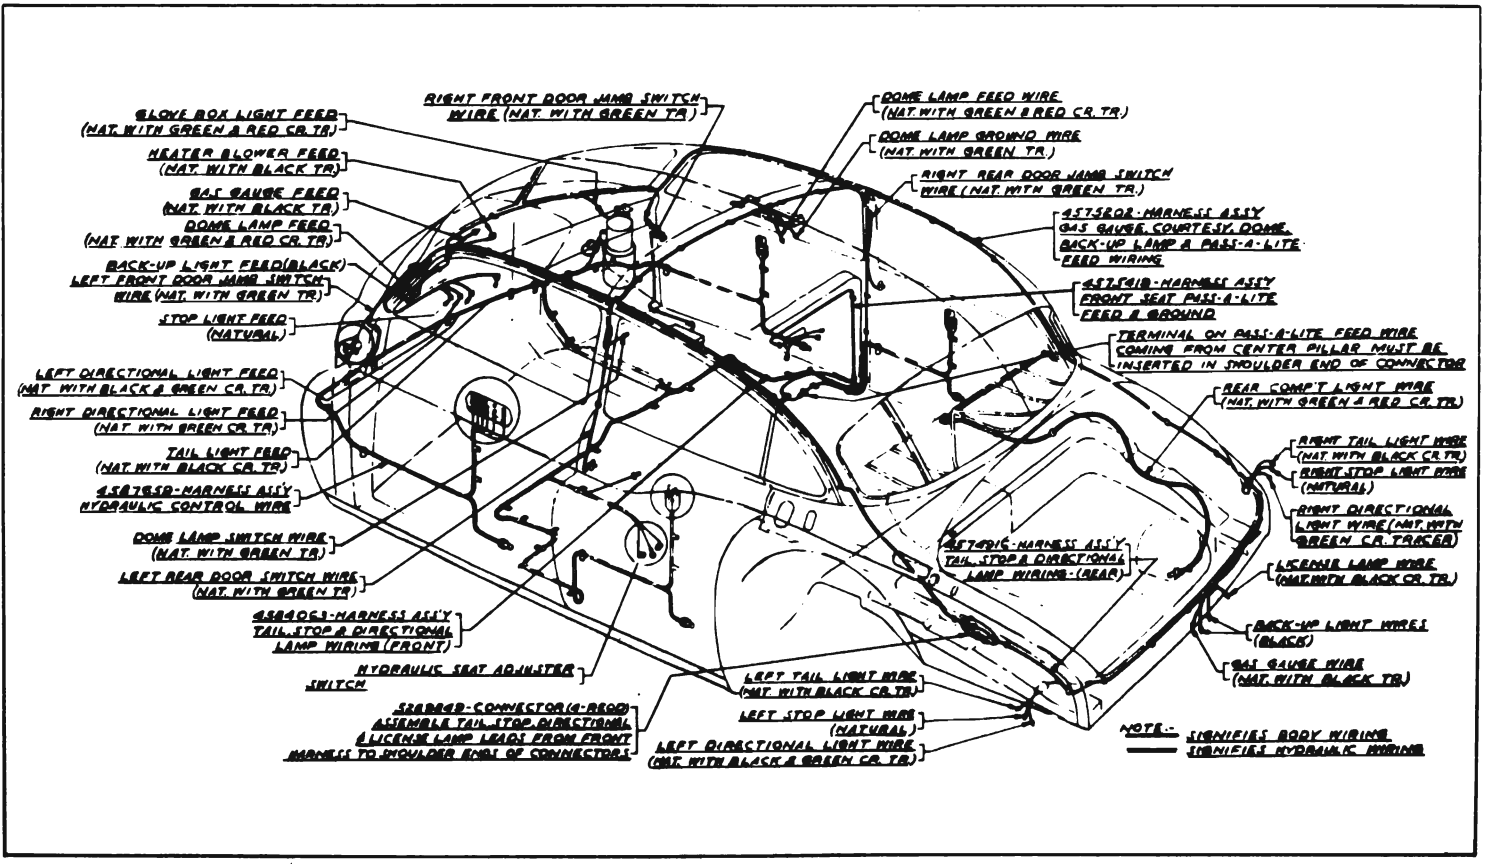 RIGHT FRONT DOOR JAMB SWITCH
WIRE (NAT. WITH GREEN TR.)
GLOVE BOX LIGHT FEED
(NAT. WITH GREEN & RED CR. TR.)
HEATER BLOWER FEED
(NAT. WITH BLACK TR.)
GAS GAUGE FEED
(NAT. WITH BLACK TR.)
DOME LAMP FEED
(NAT. WITH GREEN & RED CR. TR.)
BACK-UP LIGHT FEED (BLACK)
LEFT FRONT DOOR JAMB SWITCH
WIRE (NAT. WITH GREEN TR.)
STOP LIGHT FEED
(NATURAL)
LEFT DIRECTIONAL LIGHT FEED
(NAT. WITH BLACK & GREEN CR. TR.)
RIGHT DIRECTIONAL LIGHT FEED
(NAT. WITH GREEN CR. TR.)
TAIL LIGHT FEED
(NAT. WITH BLACK CR. TR.)
4587650-HARNESS ASS'Y
HYDRAULIC CONTROL WIRE
DOME LAMP SWITCH WIRE
(NAT. WITH GREEN TR.)
LEFT REAR DOOR SWITCH WIRE
(NAT. WITH GREEN TR.)
4584063-HARNESS ASS'Y
TAIL, STOP & DIRECTIONAL
LAMP WIRING (FRONT)
HYDRAULIC SEAT ADJUSTER
SWITCH
CONNECTOR (4-REQD)
ASSEMBLE TAIL, STOP, DIRECTIONAL
& LICENSE LAMP LEADS FROM FRONT
HARNESS TO SHOULDER ENDS OF CONNECTORS
DOME LAMP FEED WIRE
(NAT. WITH GREEN & RED CR. TR.)
DOME LAMP GROUND WIRE
(NAT. WITH GREEN TR.)
RIGHT REAR DOOR JAMB SWITCH
WIRE (NAT. WITH GREEN TR.)
4575202-HARNESS ASS'Y
GAS GAUGE, COURTESY, DOME,
BACK-UP LAMP & PASS-A-LITE
FEED WIRING
4575418-HARNESS ASS'Y
FRONT SEAT PASS-A-LITE
FEED & GROUND
TERMINAL ON PASS-A-LITE FEED WIRE
COMING FROM CENTER PILLAR MUST BE
INSERTED IN SHOULDER END OF CONNECTOR
REAR COMP'T LIGHT WIRE
(NAT. WITH GREEN & RED CR. TR.)
RIGHT TAIL LIGHT WIRE
(NAT. WITH BLACK CR. TR.)
RIGHT STOP LIGHT WIRE
(NATURAL)
RIGHT DIRECTIONAL
LIGHT WIRE (NAT. WITH
GREEN CR. TRACER)
LICENSE LAMP WIRE
(NAT. WITH BLACK CR. TR.)
BACK-UP LIGHT WIRES
(BLACK)
GAS GAUGE WIRE
(NAT. WITH BLACK TR.)
4574916-HARNESS ASS'Y
TAIL, STOP & DIRECTIONAL
LAMP WIRING-(REAR)
LEFT TAIL LIGHT WIRE
(NAT. WITH BLACK CR. TR.)
LEFT STOP LIGHT WIRE
(NATURAL)
LEFT DIRECTIONAL LIGHT WIRE
(NAT. WITH BLACK & GREEN CR. TR.)
NOTE:-
SIGNIFIES BODY WIRING
SIGNIFIES HYDRAULIC WIRING